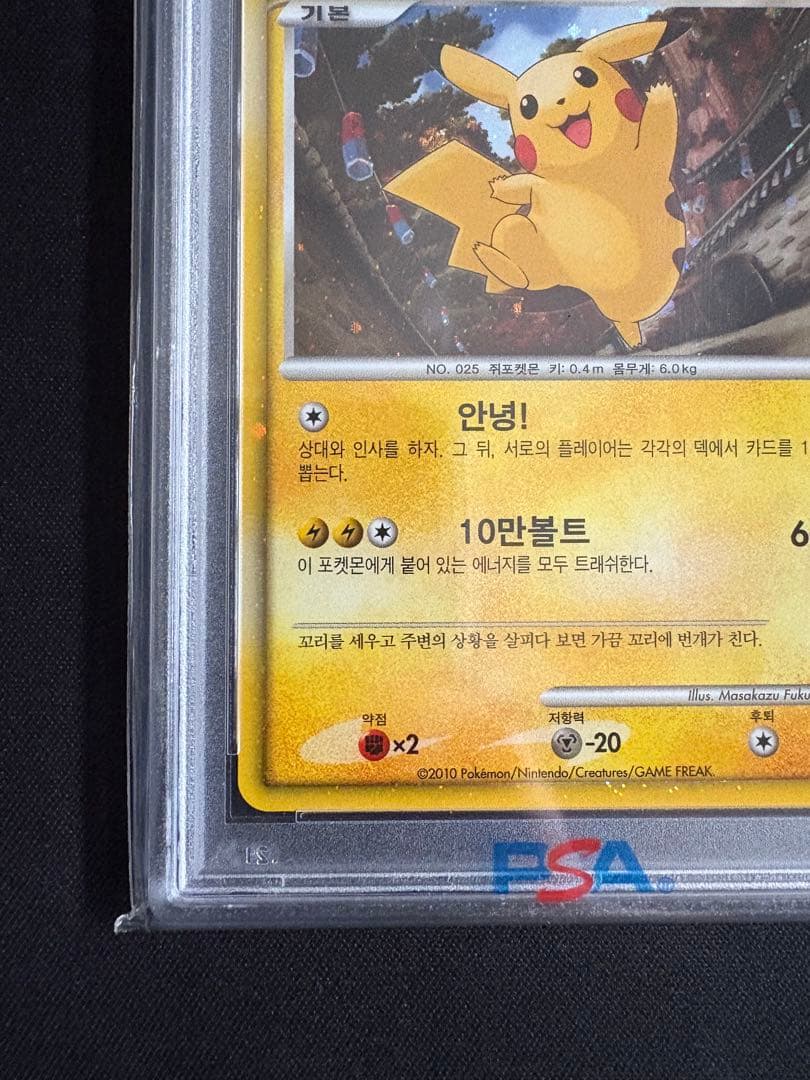 기본
NO. 025 쥐포켓몬 키: 0.4m 몸무게: 6.0kg
안녕!
상대와 인사를 하자. 그 뒤, 서로의 플레이어는 각각의 덱에서 카드를 1
뽑는다.
10만볼트 6
이 포켓몬에게 붙어 있는 에너지를 모두 트래쉬한다.
꼬리를 세우고 주변의 상황을 살피다 보면 가끔 꼬리에 번개가 친다.
Illus. Masakazu Fuku
약점 저항력 후퇴
×2 -20
©2010 Pokémon/Nintendo/Creatures/GAME FREAK.
PSA